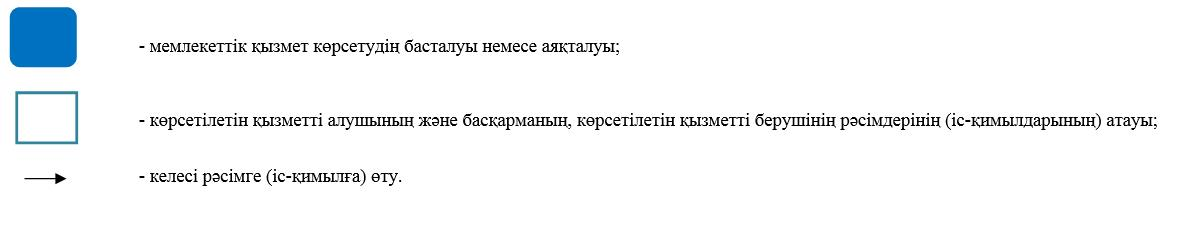 - мемлекеттік қызмет көрсетудің басталуы немесе аяқталуы;
- көрсетілетін қызметті алушының және басқарманың, көрсетілетін қызметті берушінің рәсімдерінің (іс-қимылдарының) атауы;
- келесі рәсімге (іс-қимылға) өту.